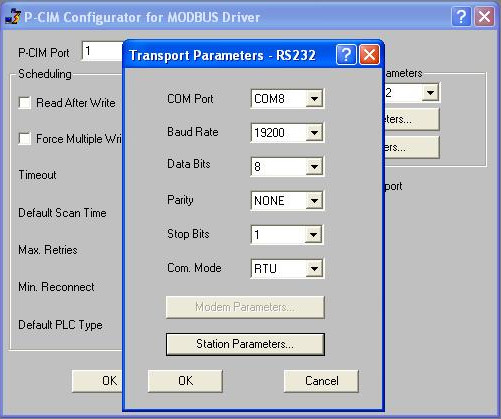 P-CIM Configurator for MODBUS Driver
P-CIM Port 1
Scheduling
Read After Write
Force Multiple Wri
Timeout
Default Scan Time
Max. Retries
Min. Reconnect
Default PLC Type
OK
Transport Parameters - RS232
COM Port COM8
Baud Rate 19200
Data Bits 8
Parity NONE
Stop Bits 1
Com. Mode RTU
Modem Parameters...
Station Parameters...
OK Cancel
ameters
2
eters...
ers...
port